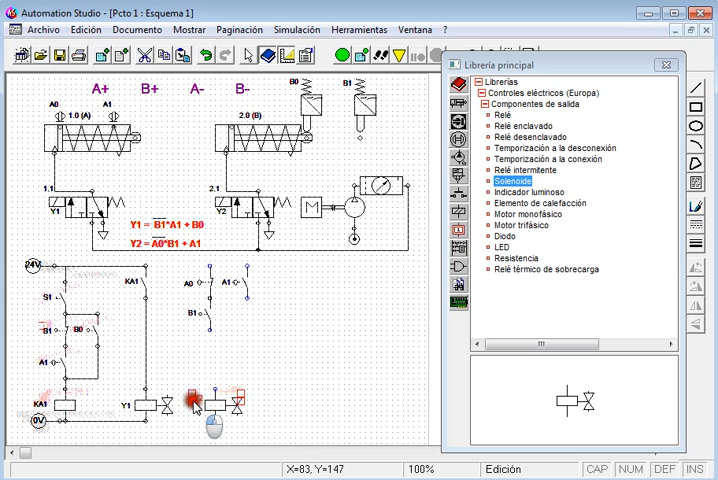 Automation Studio - [Pcto 1 : Esquema 1]
Archivo Edición Documento Mostrar Paginación Simulación Herramientas Ventana ?
A+ B+ A- B-
B0 B1
A0 A1
1.0 (A) 2.0 (B)
1.1 2.1
M
Y1 Y2
Y1 = B1*A1 + B0
Y2 = A0*B1 + A1
24V
KA1 A0 A1
S1
B1
B1 B0
A1
KA1 Y1
0V
Librería principal
Librerías
Controles eléctricos (Europa)
Componentes de salida
Relé
Relé enclavado
Relé desenclavado
Temporización a la desconexión
Temporización a la conexión
Relé intermitente
Solenoide
Indicador luminoso
Elemento de calefacción
Motor monofásico
Motor trifásico
Diodo
LED
Resistencia
Relé térmico de sobrecarga
X=83, Y=147 100% Edición CAP NUM DEF INS